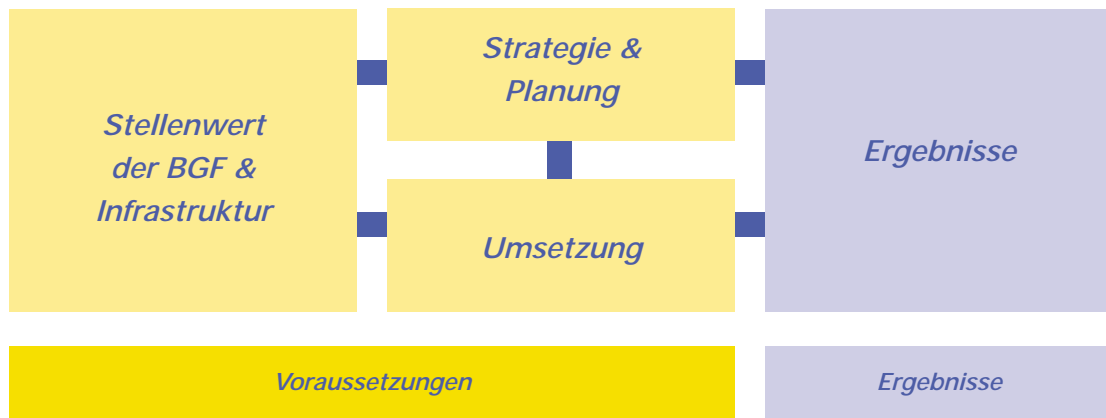 Stellenwert
der BGF &
Infrastruktur
Strategie &
Planung
Umsetzung
Ergebnisse
Voraussetzungen
Ergebnisse